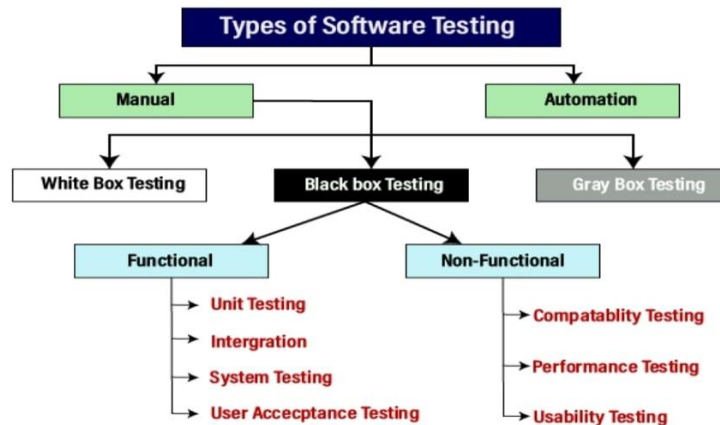 Types of Software Testing
Manual
Automation
White Box Testing
Black box Testing
Gray Box Testing
Functional
Non-Functional
Unit Testing
Intergration
System Testing
User Accecptance Testing
Compatablity Testing
Performance Testing
Usability Testing